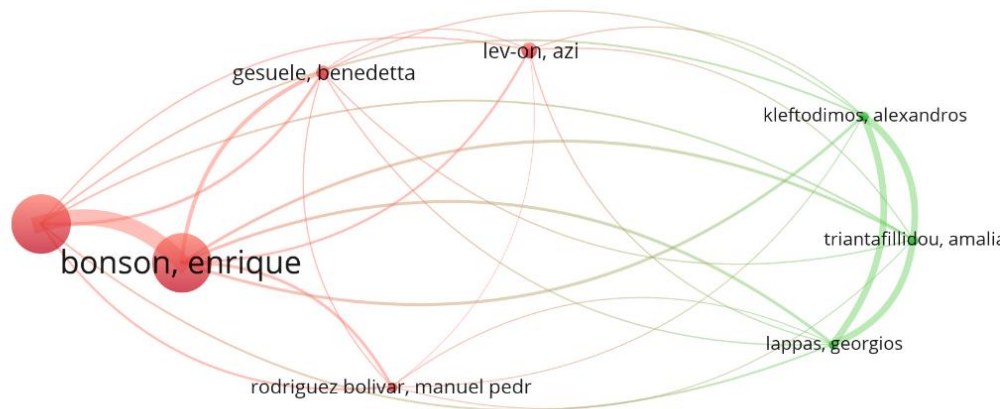 lev-on, azi
gesuele, benedetta
kleftodimos, alexandros
triantafillidou, amalia
bonson, enrique
lappas, georgios
rodriguez bolivar, manuel pedr